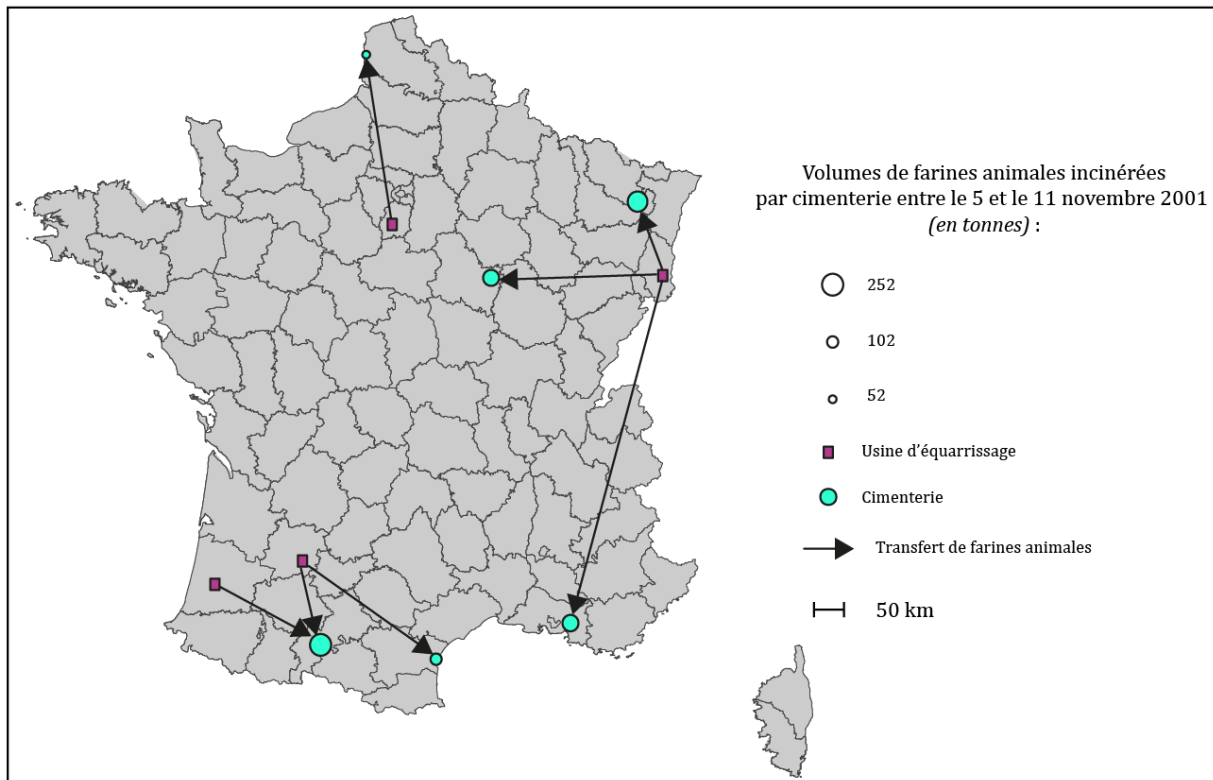 Volumes de farines animales incinérées
par cimenterie entre le 5 et le 11 novembre 2001
(en tonnes) :
252
102
52
Usine d'équarrissage
Cimenterie
Transfert de farines animales
50 km